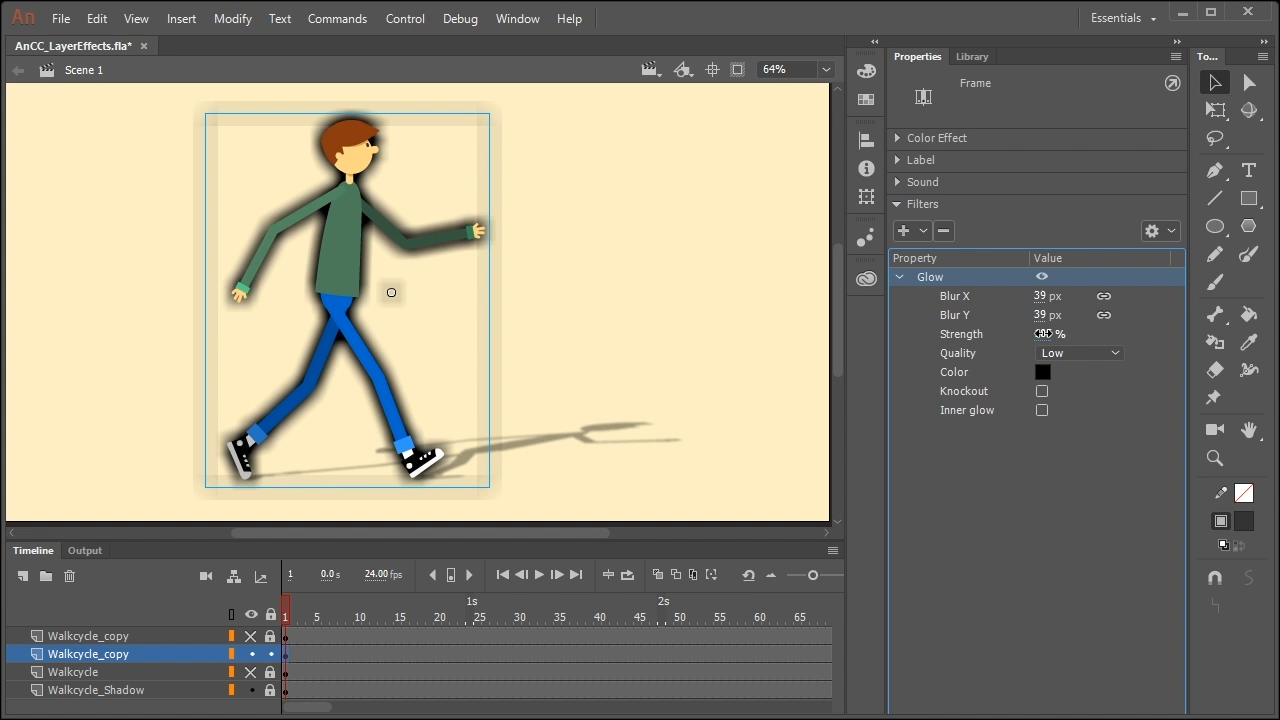 An File Edit View Insert Modify Text Commands Control Debug Window Help Essentials
AnCC_LayerEffects.fla*
Scene 1
64%
Properties Library
To...
Frame
Color Effect
Label
Sound
Filters
Property Value
Glow
Blur X 39 px
Blur Y 39 px
Strength %
Quality Low
Color
Knockout
Inner glow
Timeline Output
1 0.0 s 24.00 fps
1s 2s
1 5 10 15 20 25 30 35 40 45 50 55 60 65
Walkcycle_copy
Walkcycle_copy
Walkcycle
Walkcycle_Shadow